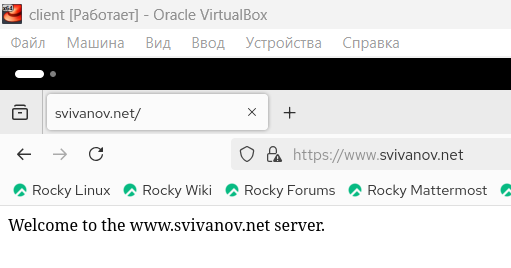 client [Работает] - Oracle VirtualBox
Файл Машина Вид Ввод Устройства Справка
svivanov.net/
https://www.svivanov.net
Rocky Linux Rocky Wiki Rocky Forums Rocky Mattermost
Welcome to the www.svivanov.net server.